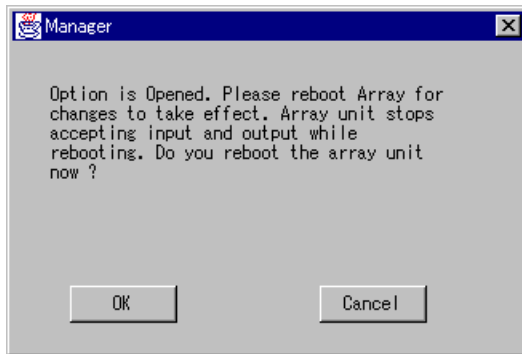 Manager
Option is Opened. Please reboot Array for
changes to take effect. Array unit stops
accepting input and output while
rebooting. Do you reboot the array unit
now ?
OK
Cancel